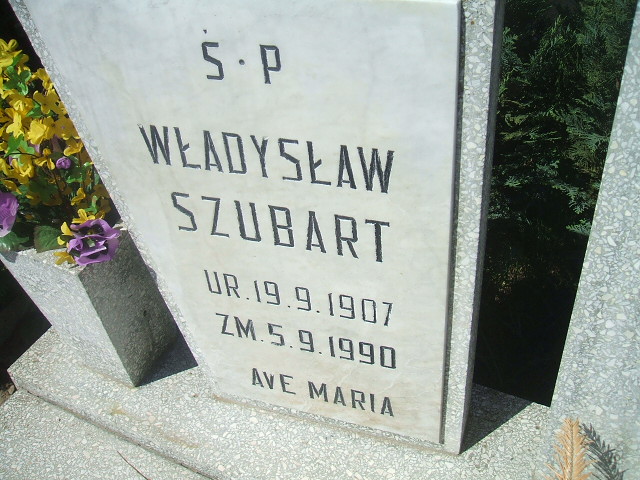 Ś·P
WŁADYSŁAW
SZUBART
UR.19.9.1907
ZM.5.9.1990
AVE MARIA